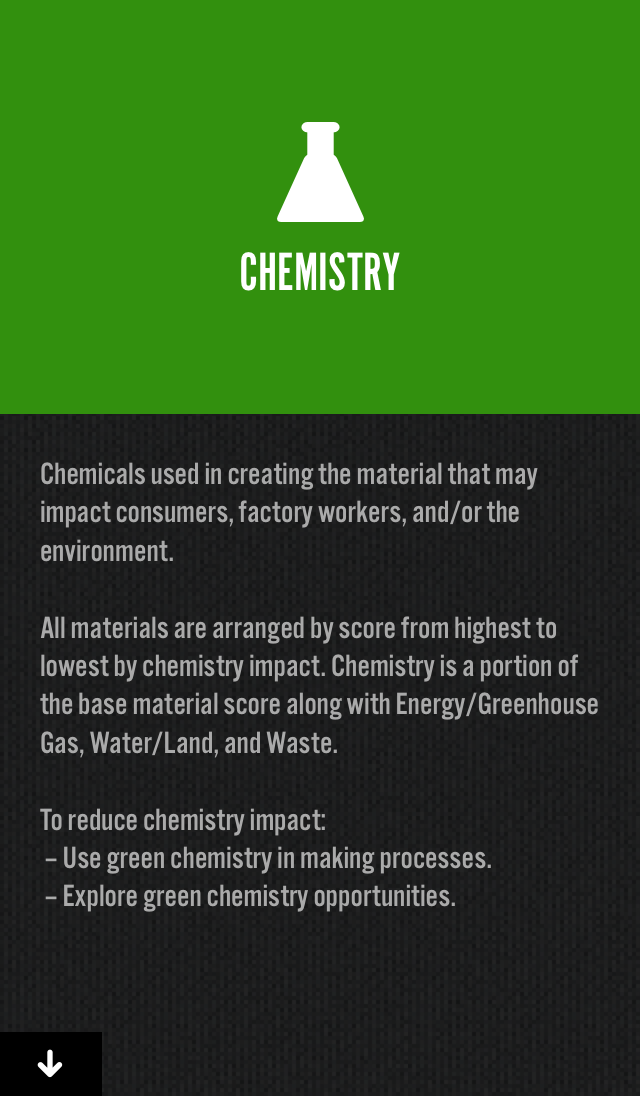 CHEMISTRY
Chemicals used in creating the material that may
impact consumers, factory workers, and/or the
environment.
All materials are arranged by score from highest to
lowest by chemistry impact. Chemistry is a portion of
the base material score along with Energy/Greenhouse
Gas, Water/Land, and Waste.
To reduce chemistry impact:
– Use green chemistry in making processes.
– Explore green chemistry opportunities.